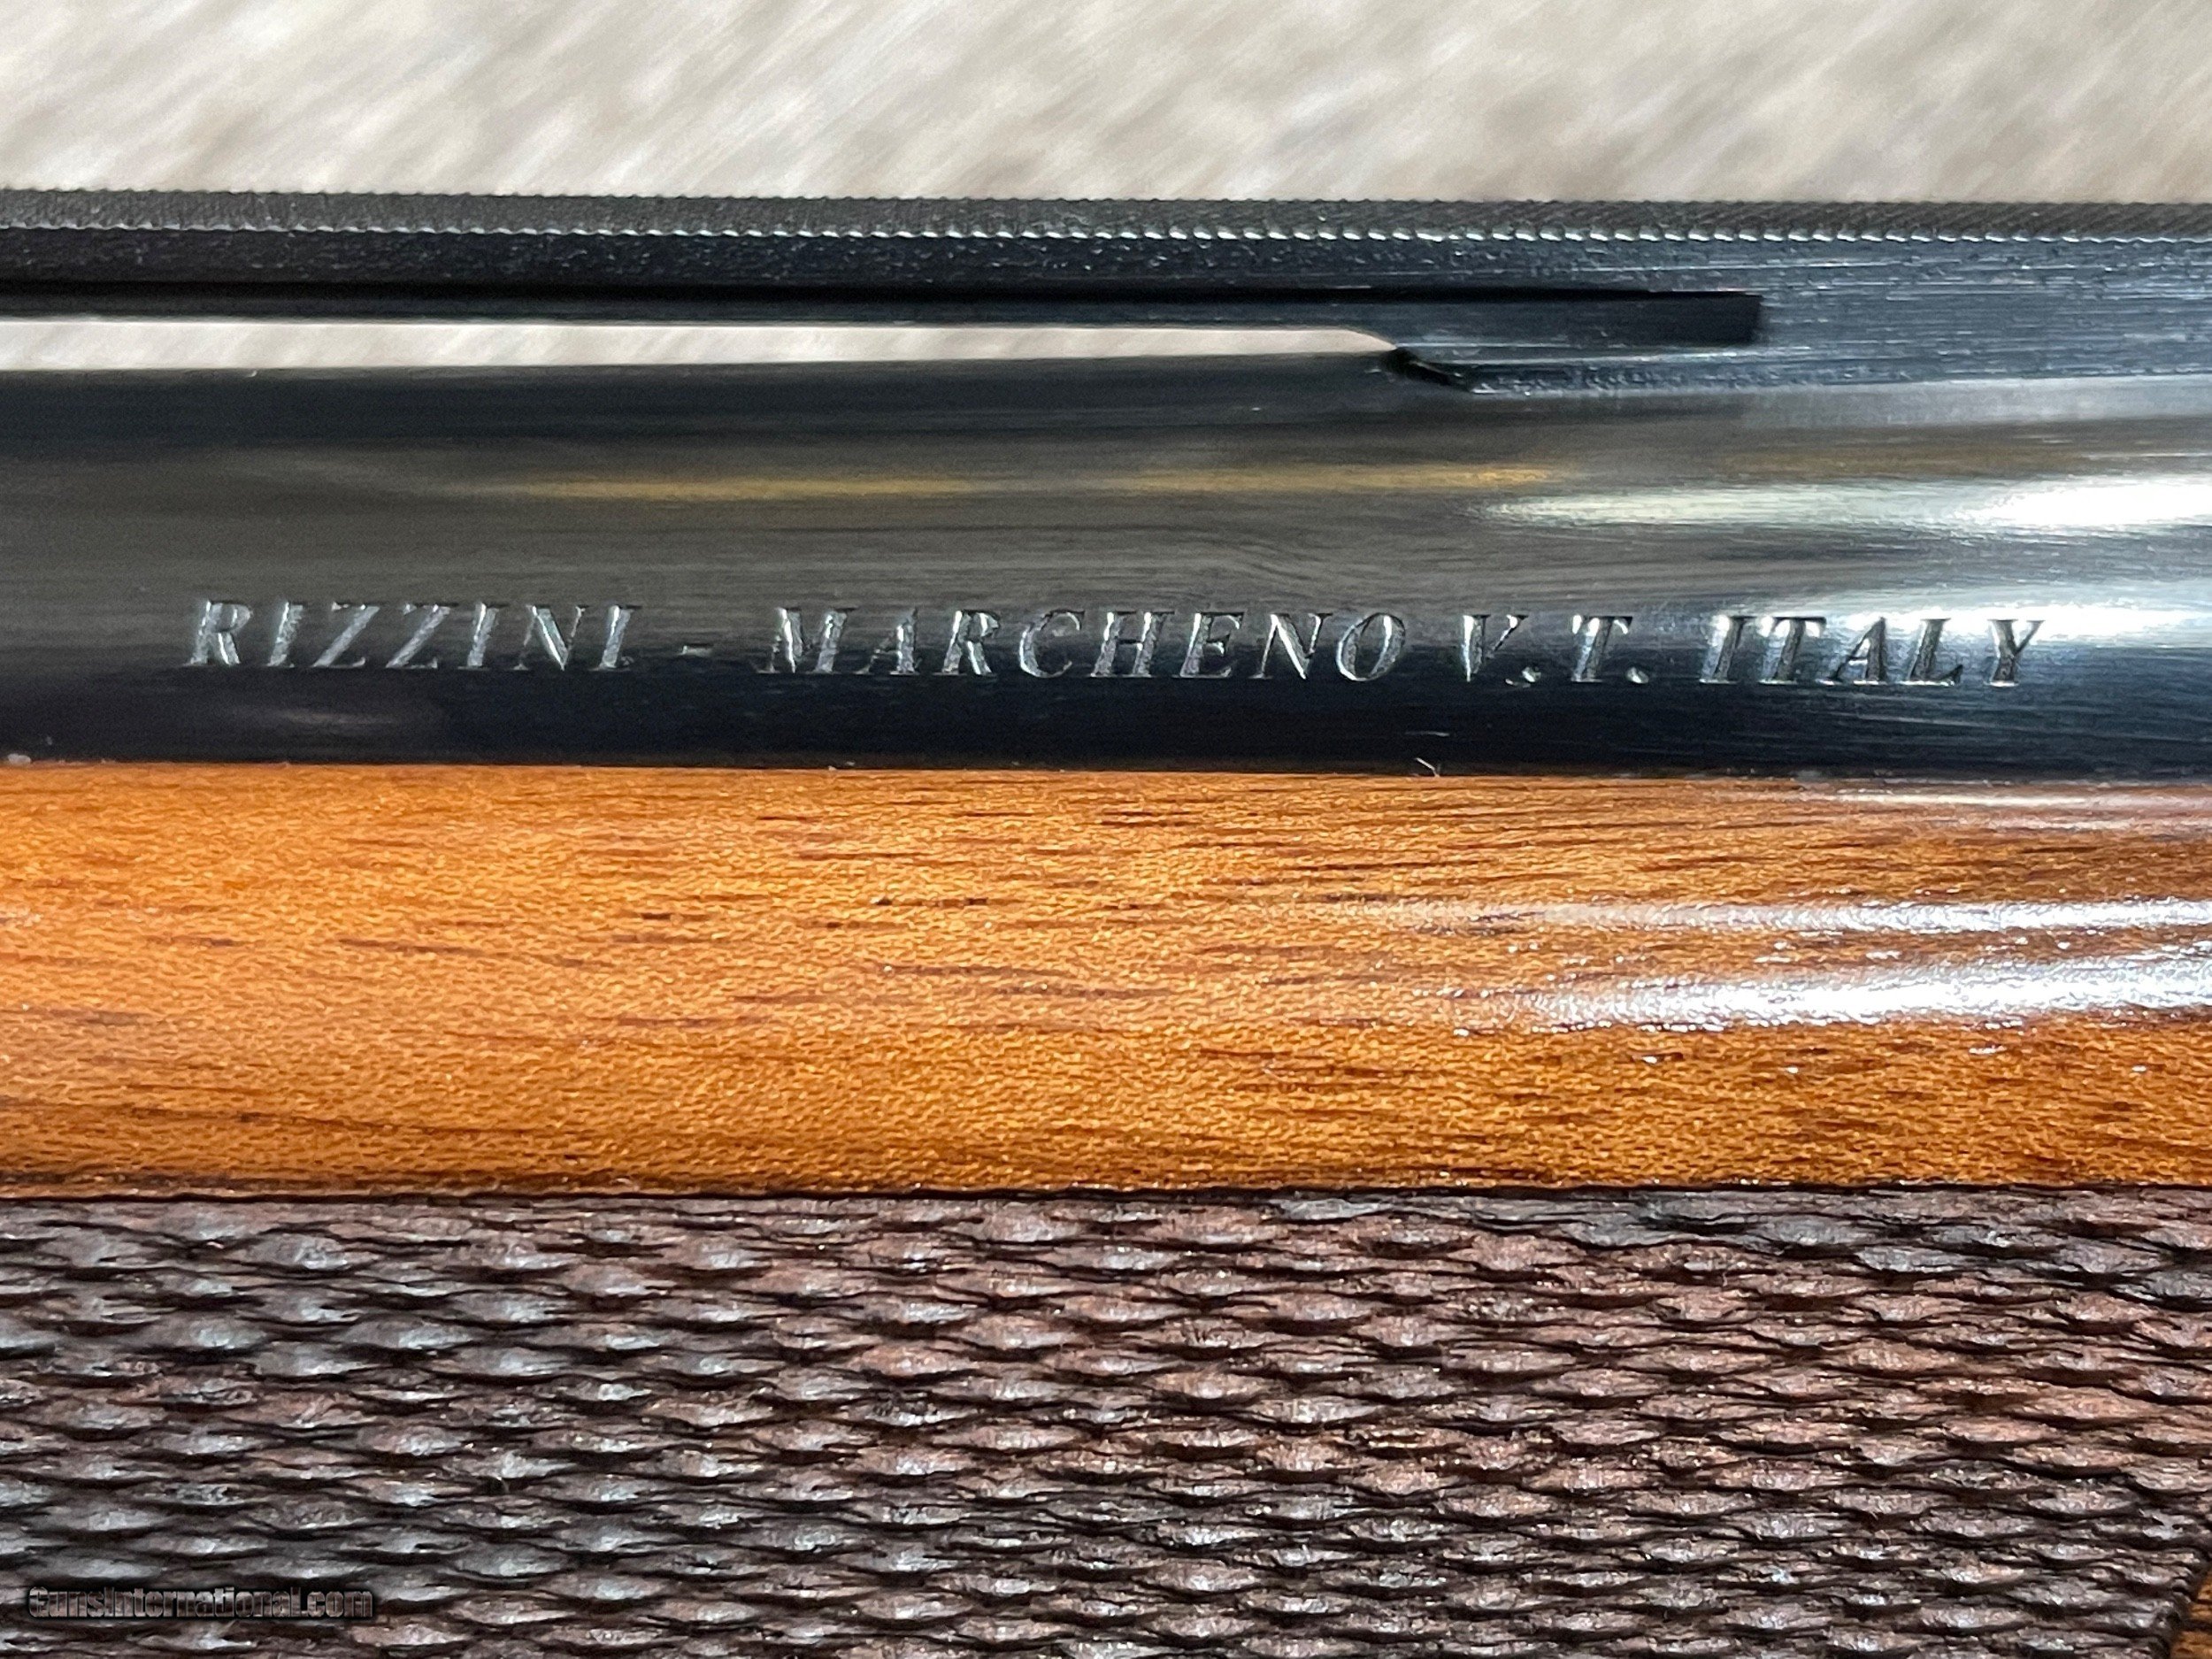 RIZZINI - MARCHENO V.T. ITALY
GunsInternational.com